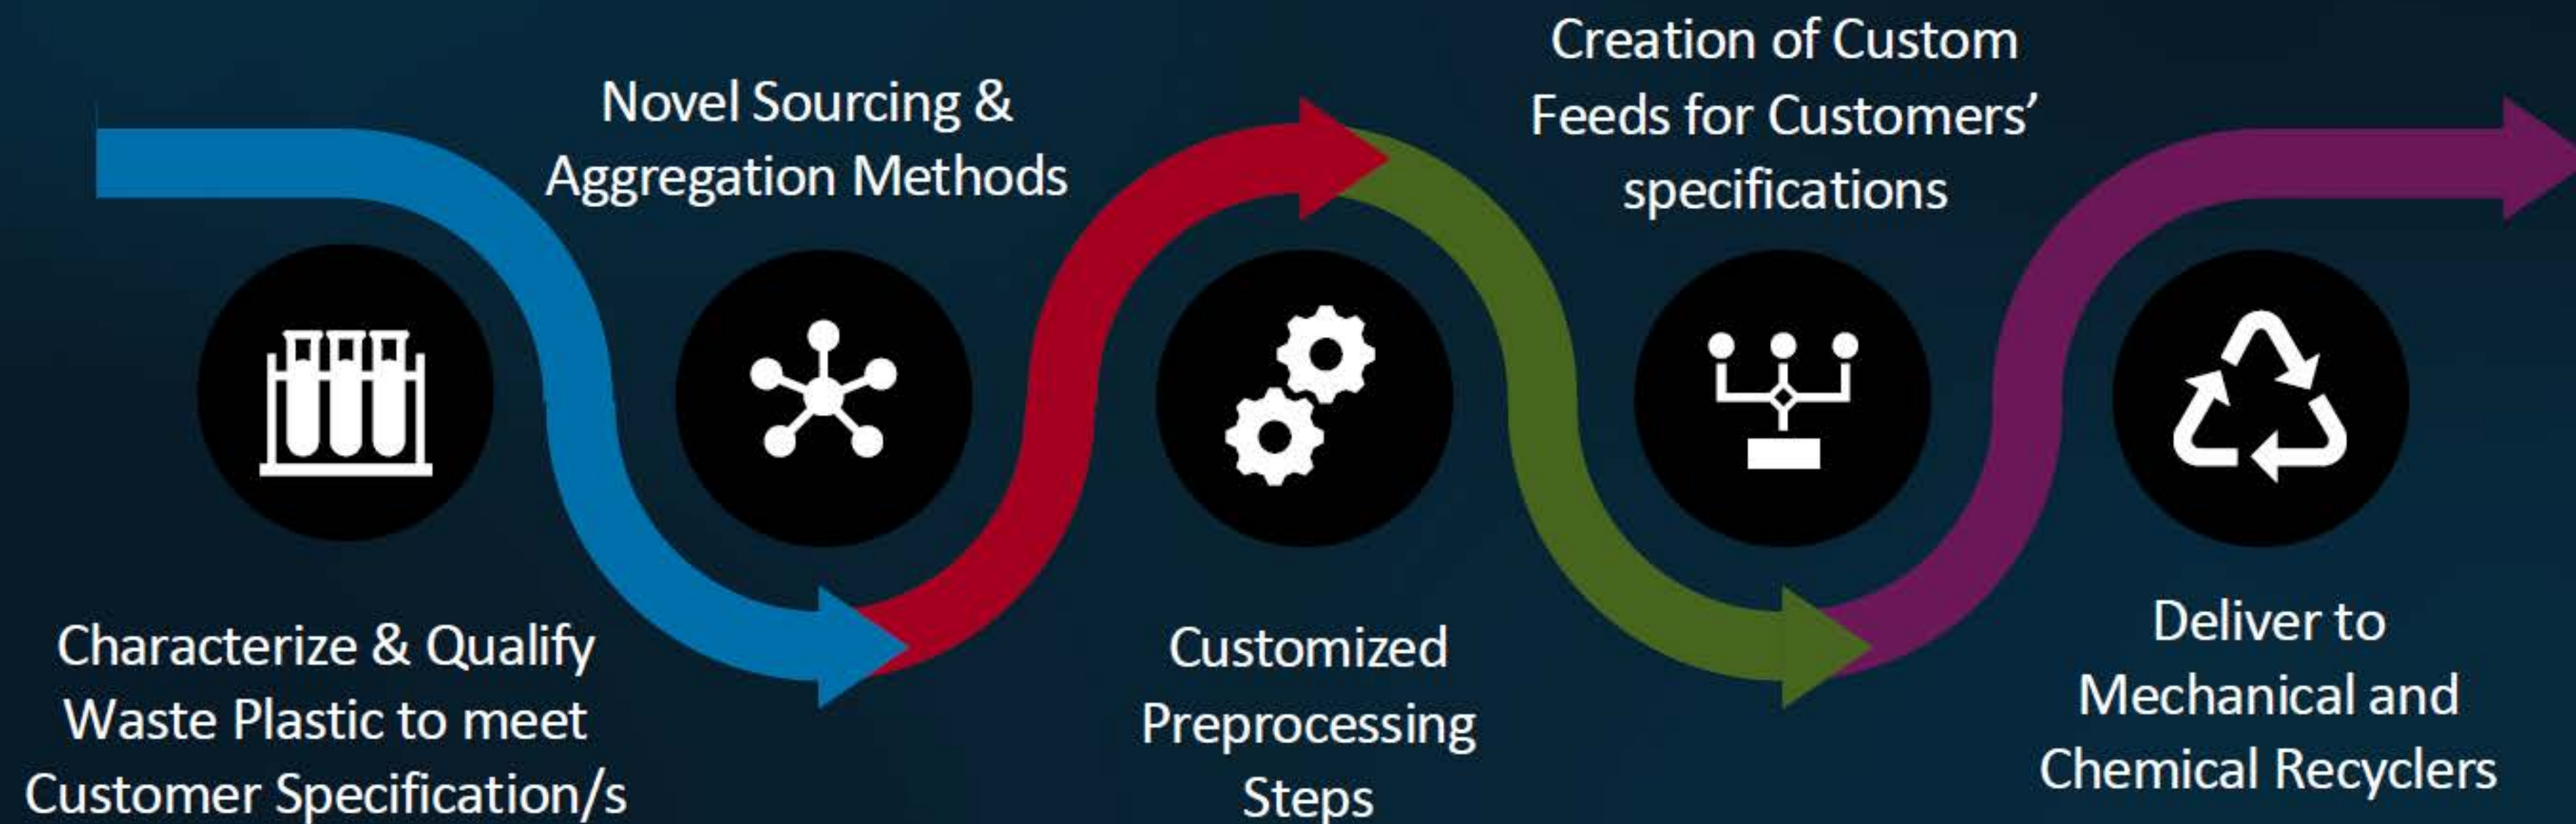 Characterize & Qualify
Waste Plastic to meet
Customer Specification/s
Novel Sourcing &
Aggregation Methods
Customized
Preprocessing
Steps
Creation of Custom
Feeds for Customers’
specifications
Deliver to
Mechanical and
Chemical Recyclers